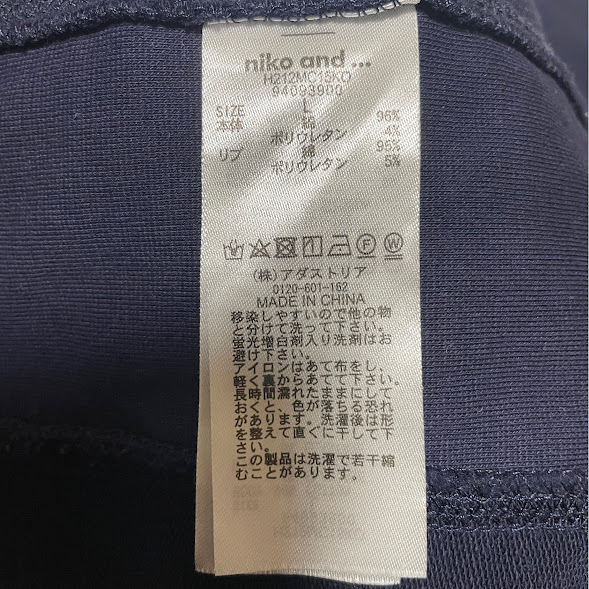 niko and ...
H212MC15KO
94093900
SIZE L
本体 綿 96%
ポリウレタン 4%
リブ 綿 95%
ポリウレタン 5%
(株)アダストリア
0120-601-162
MADE IN CHINA
移染しやすいので他の物
と分けて洗って下さい。
蛍光増白剤入り洗剤はお
避け下さい。
アイロンはあて布をし、
軽く裏からあてて下さい。
長時間濡れたままにして
おくと、色が落ちる恐れ
があります。洗濯後は形
を整えて直ぐに干して下
さい。
この製品は洗濯で若干縮
むことがあります。